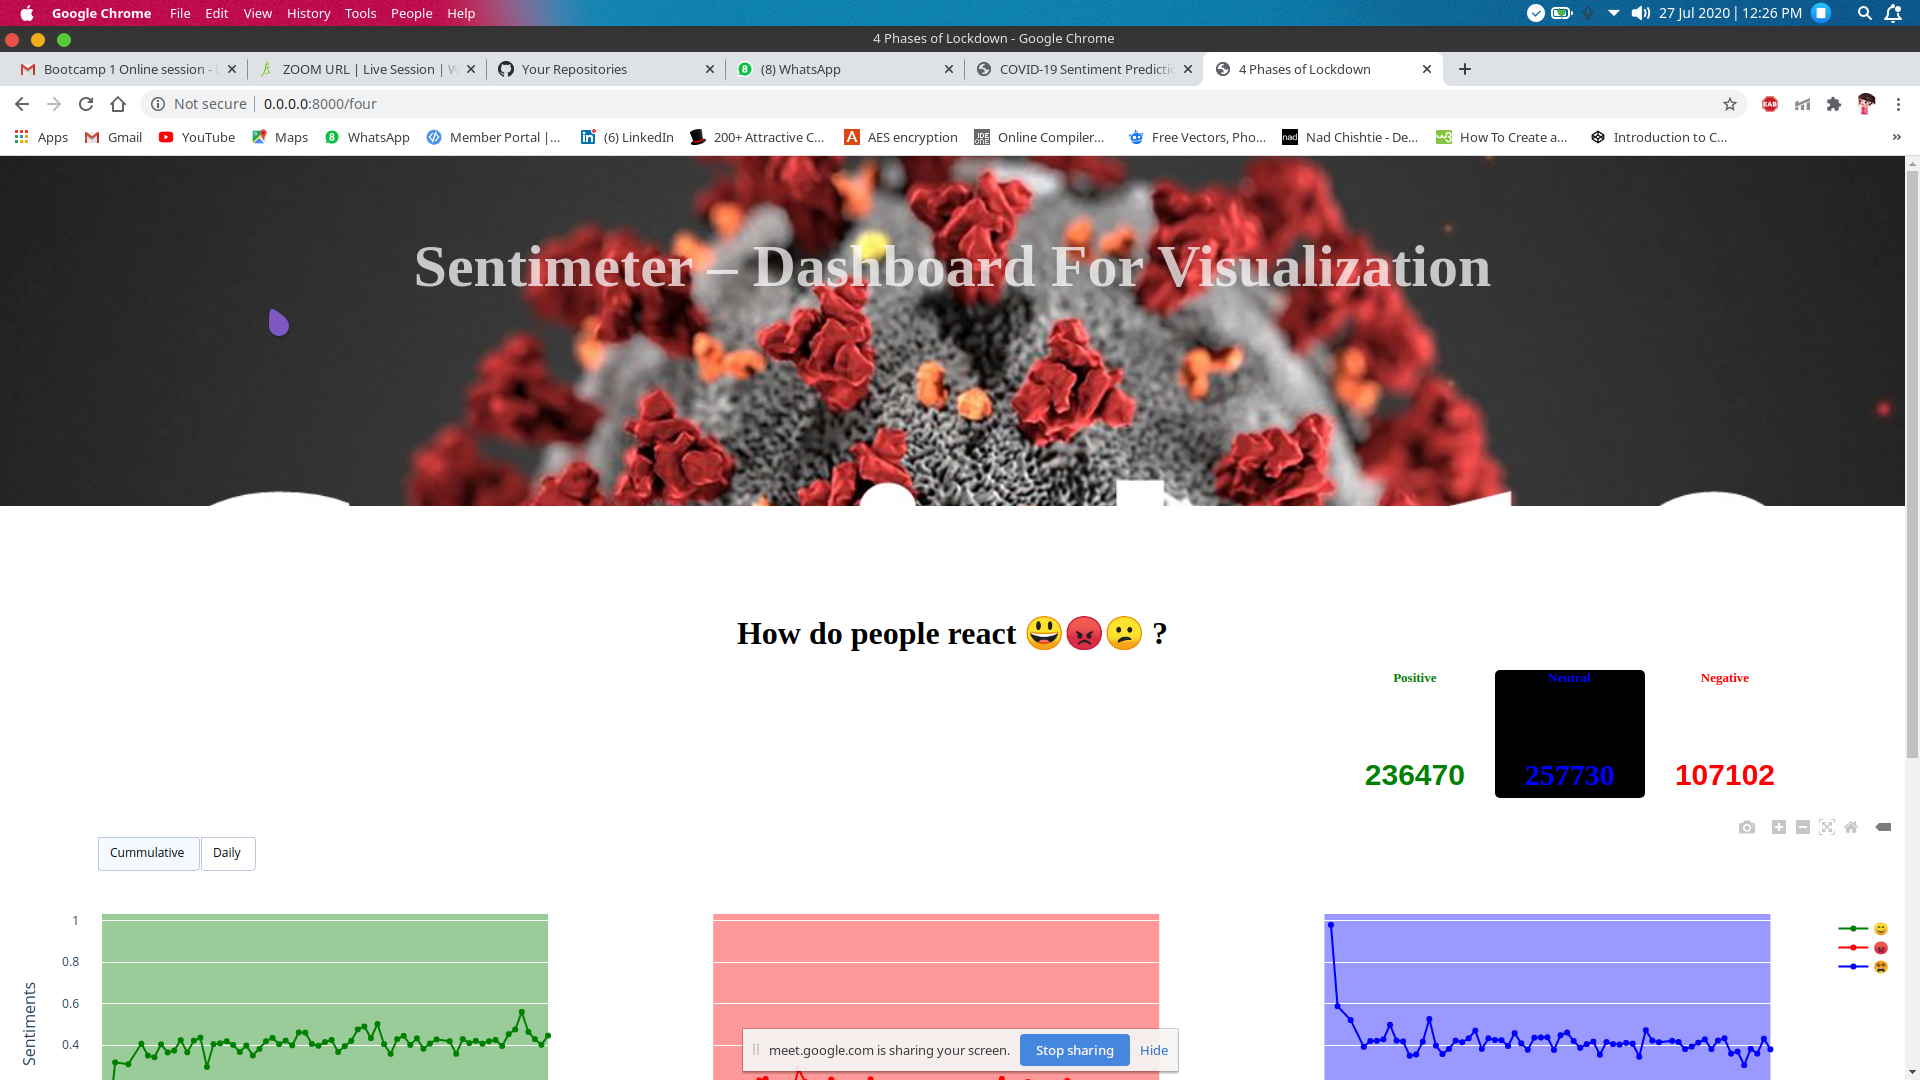 Google Chrome File Edit View History Tools People Help 27 Jul 2020 | 12:26 PM
4 Phases of Lockdown - Google Chrome
Bootcamp 1 Online session - ZOOM URL | Live Session | Your Repositories (8) WhatsApp COVID-19 Sentiment Predictic 4 Phases of Lockdown
Not secure 0.0.0.0:8000/four EAB
Apps Gmail YouTube Maps 8 WhatsApp Member Portal |... (6) LinkedIn 200+ Attractive C... AES encryption Online Compiler... Free Vectors, Pho... nad Nad Chishtie - De... How To Create a... Introduction to C... »
Sentimeter – Dashboard For Visualization
How do people react 😃😡😕 ?
Positive Neutral Negative
236470 257730 107102
Cummulative Daily
1
0.8
0.6
0.4
Sentiments
meet.google.com is sharing your screen. Stop sharing Hide